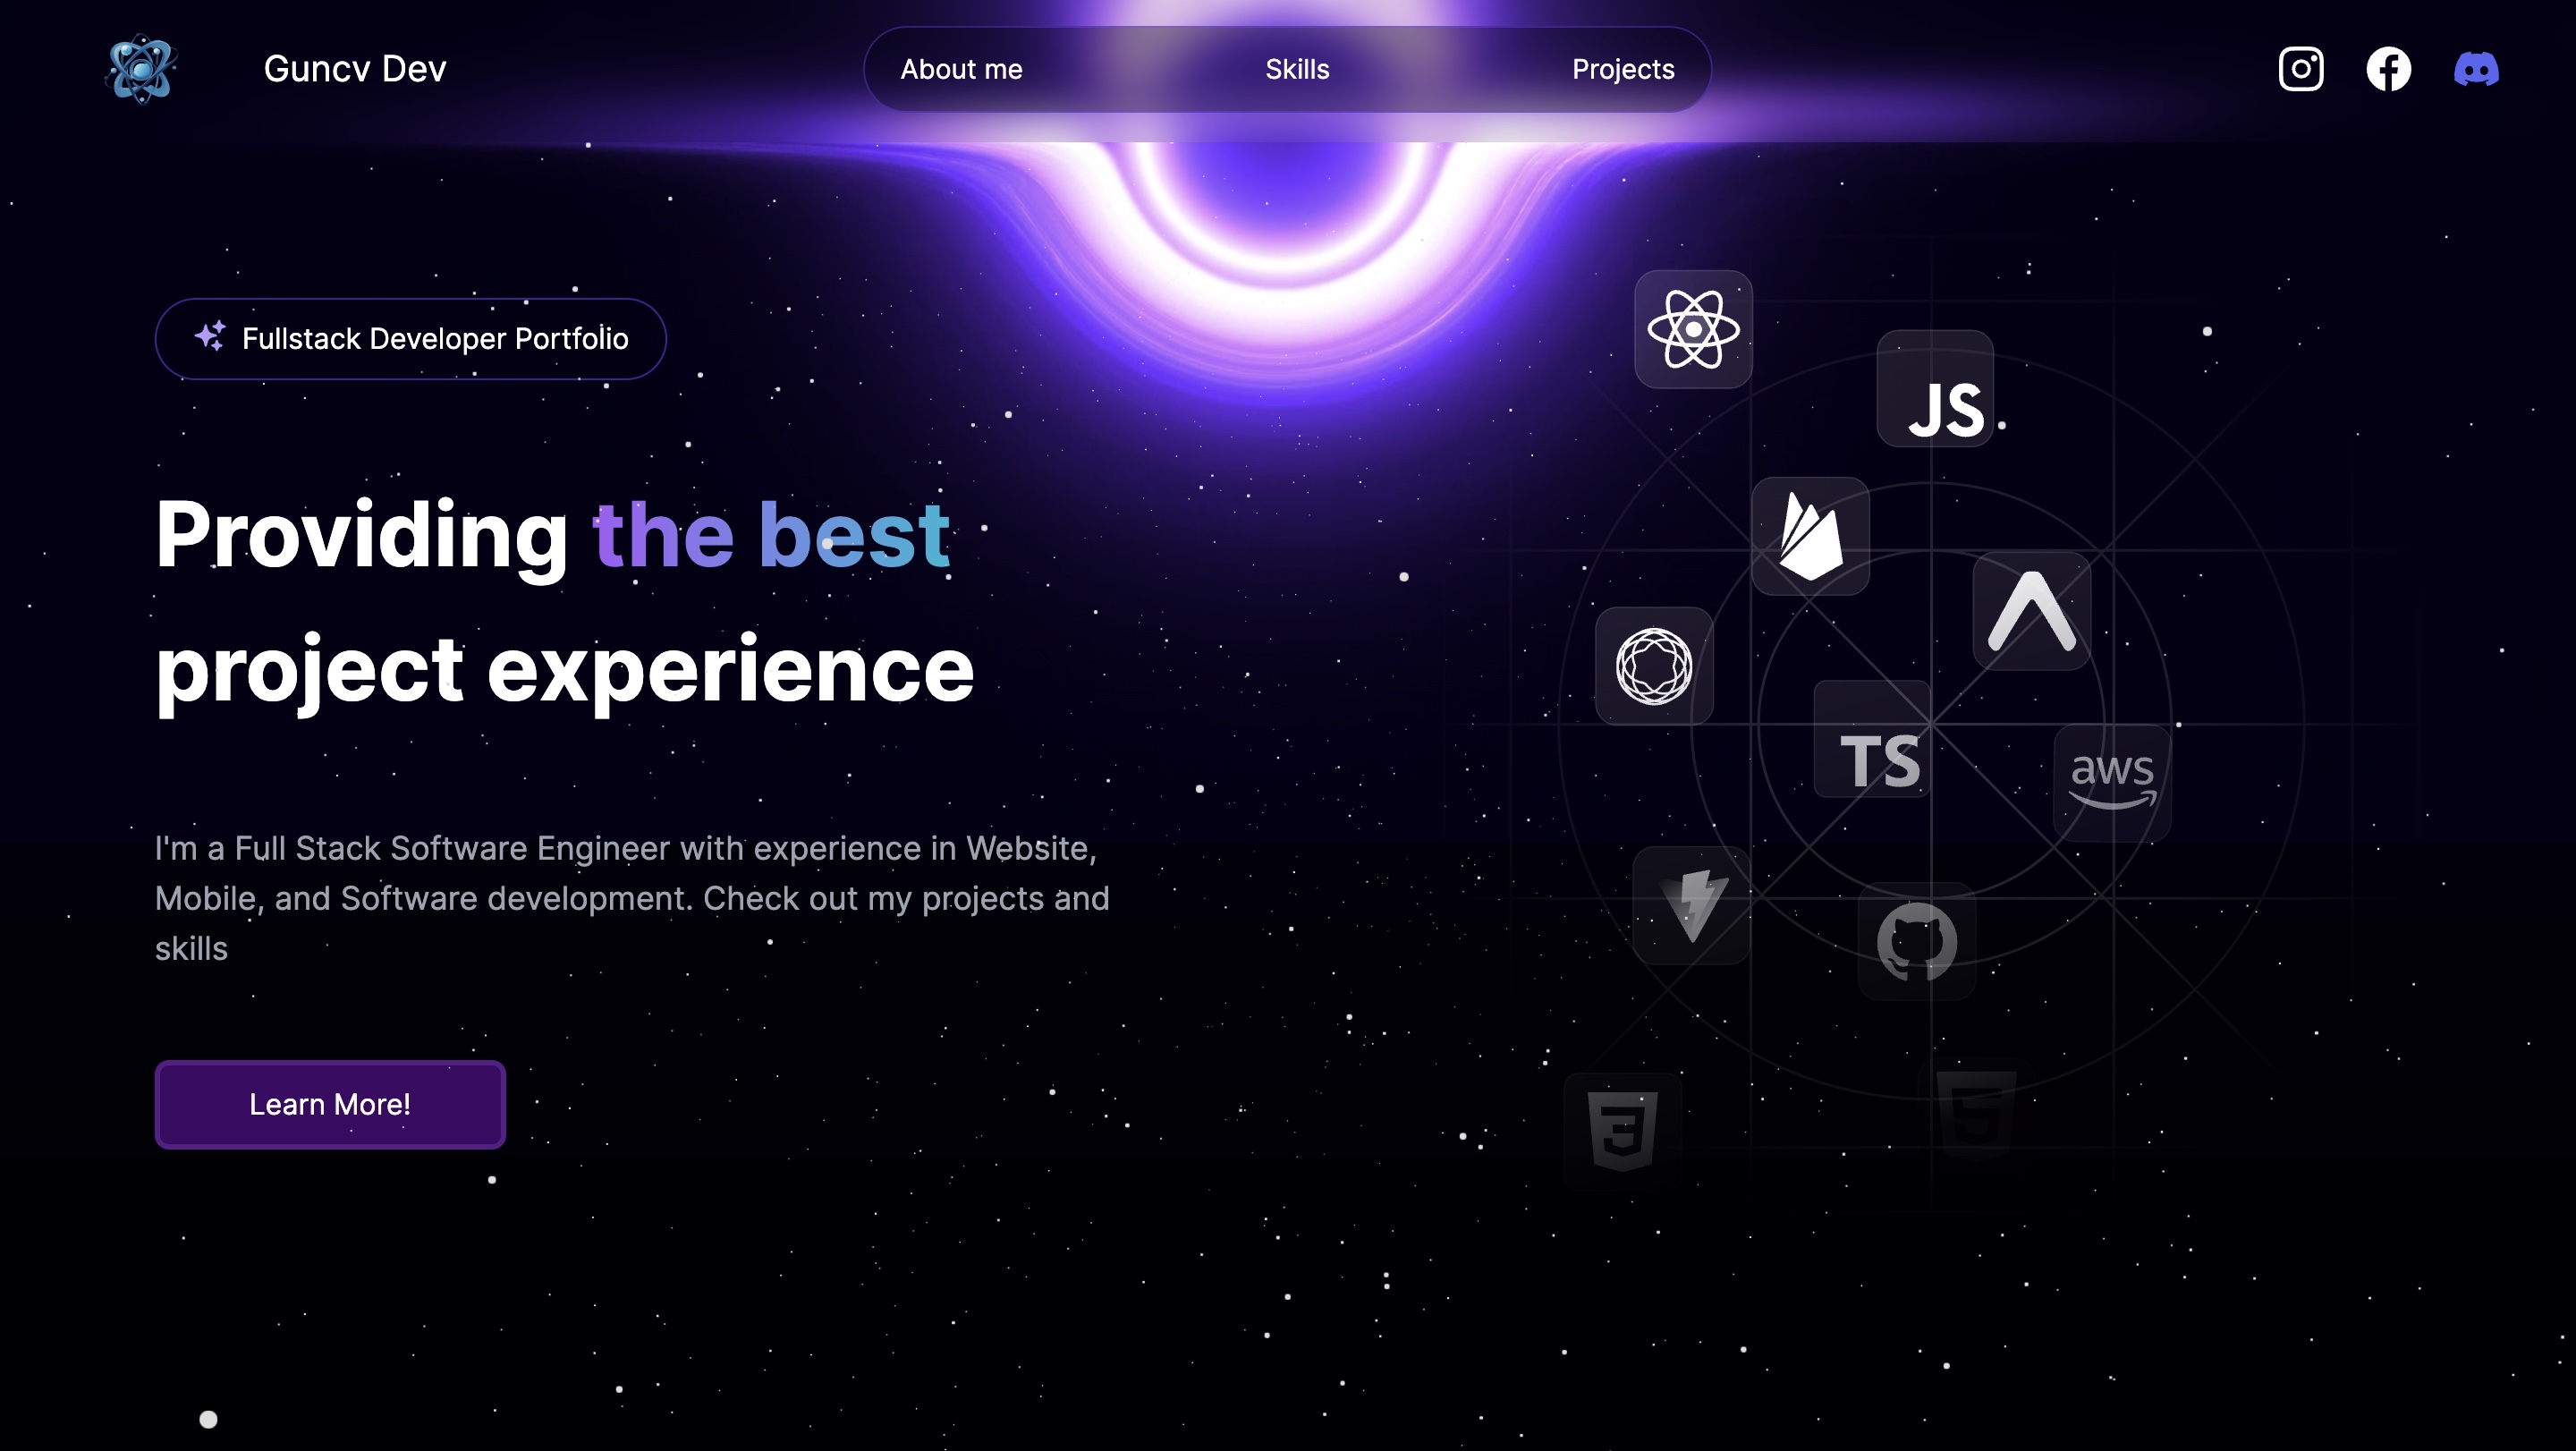 Guncv Dev
About me
Skills
Projects
Fullstack Developer Portfolio
Providing the best
project experience
I'm a Full Stack Software Engineer with experience in Website,
Mobile, and Software development. Check out my projects and
skills
Learn More!
JS
TS
aws
3
5